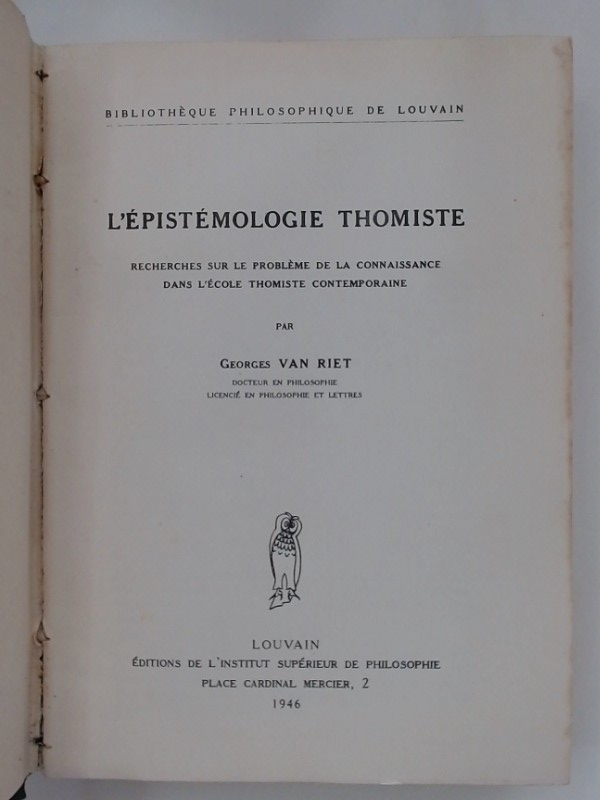 BIBLIOTHÈQUE PHILOSOPHIQUE DE LOUVAIN
L'ÉPISTÉMOLOGIE THOMISTE
RECHERCHES SUR LE PROBLÈME DE LA CONNAISSANCE
DANS L'ÉCOLE THOMISTE CONTEMPORAINE
PAR
GEORGES VAN RIET
DOCTEUR EN PHILOSOPHIE
LICENCIÉ EN PHILOSOPHIE ET LETTRES
LOUVAIN
ÉDITIONS DE L'INSTITUT SUPÉRIEUR DE PHILOSOPHIE
PLACE CARDINAL MERCIER, 2
1946